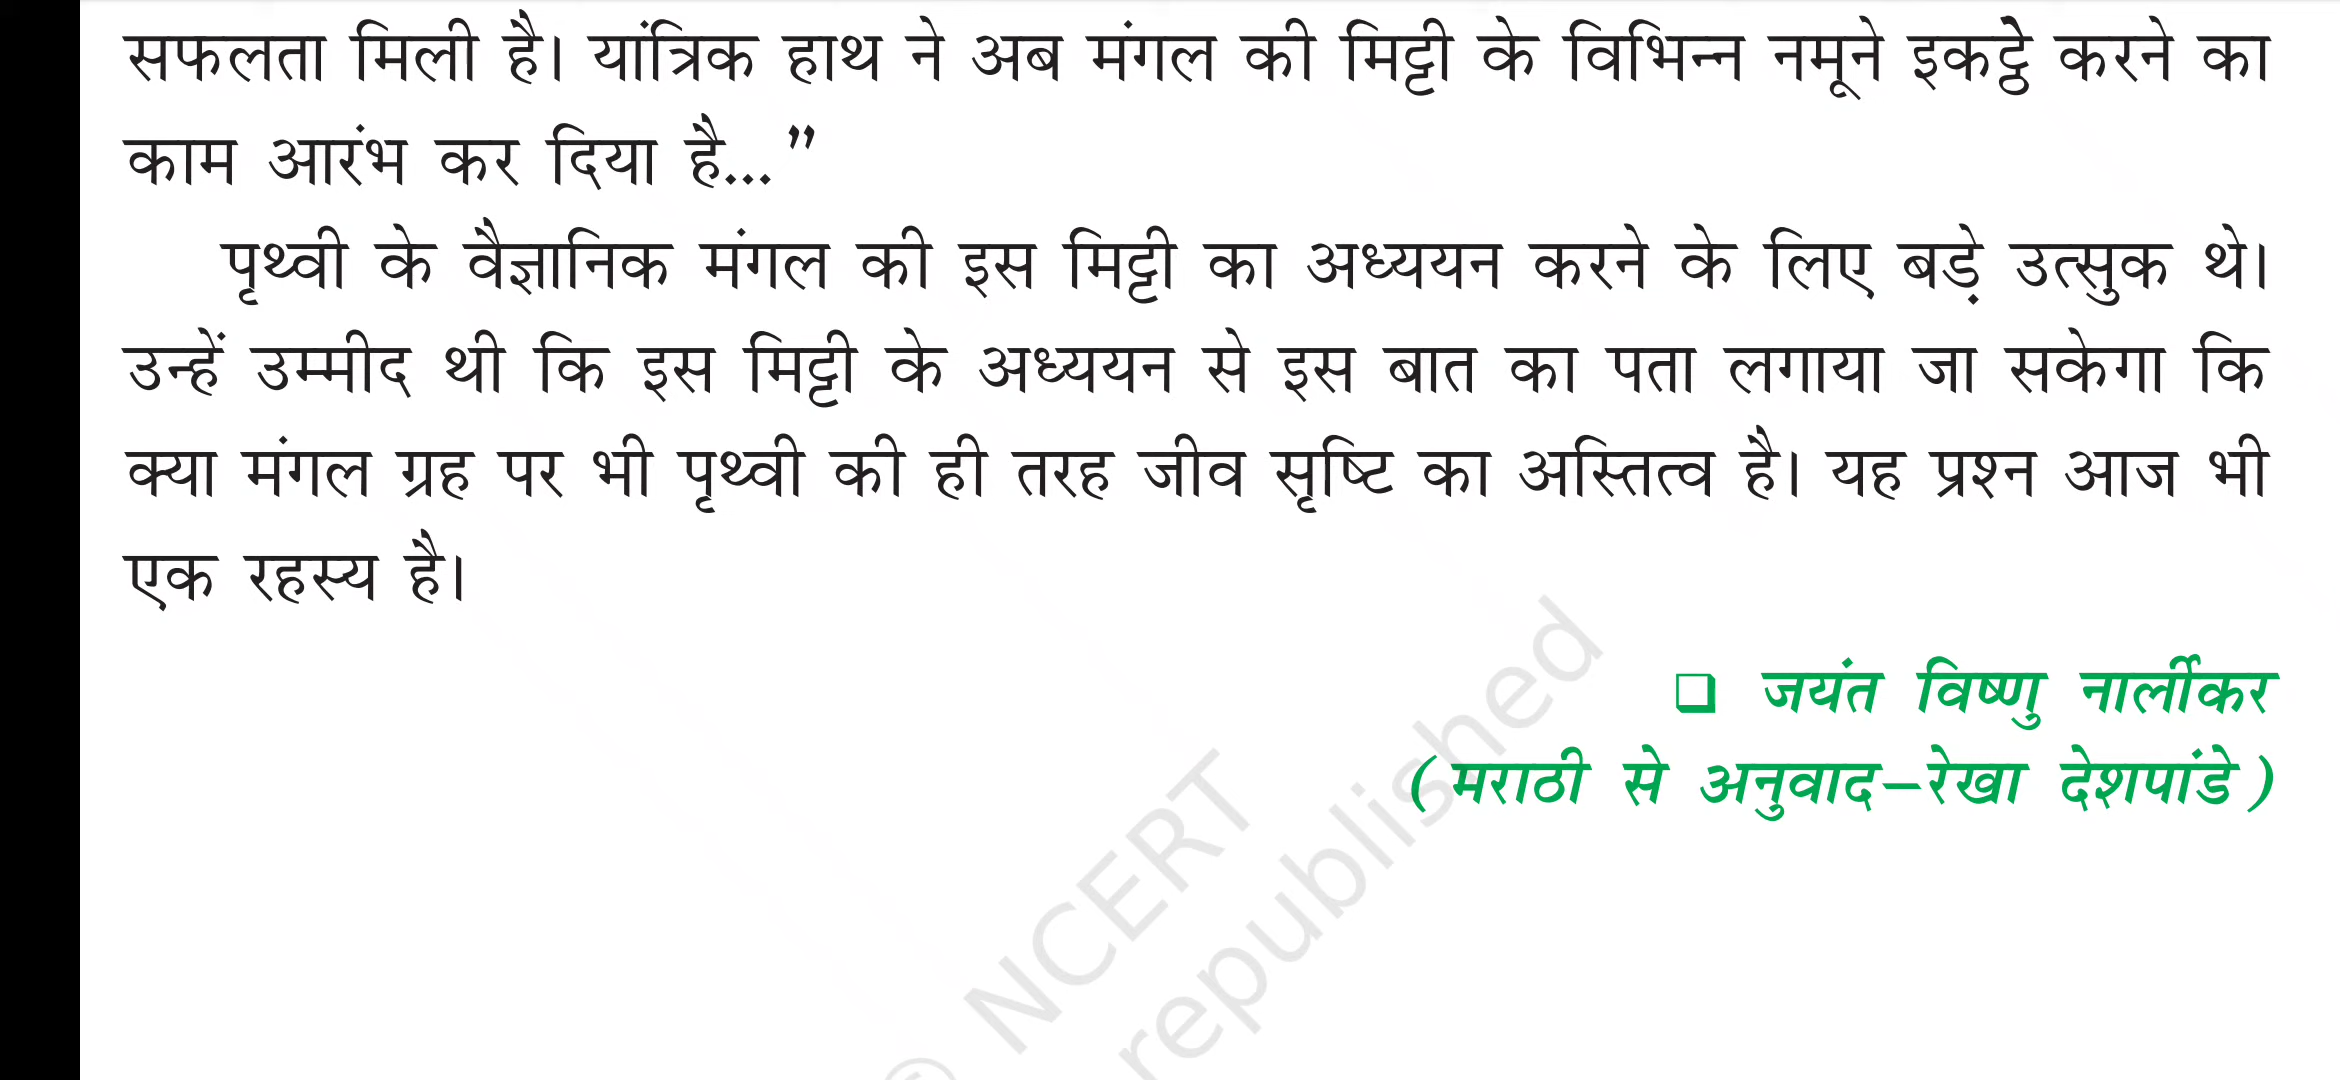 सफलता मिली है। यांत्रिक हाथ ने अब मंगल की मिट्टी के विभिन्न नमूने इकट्ठे करने का
काम आरंभ कर दिया है...”
पृथ्वी के वैज्ञानिक मंगल की इस मिट्टी का अध्ययन करने के लिए बड़े उत्सुक थे।
उन्हें उम्मीद थी कि इस मिट्टी के अध्ययन से इस बात का पता लगाया जा सकेगा कि
क्या मंगल ग्रह पर भी पृथ्वी की ही तरह जीव सृष्टि का अस्तित्व है। यह प्रश्न आज भी
एक रहस्य है।
❑ जयंत विष्णु नार्लीकर
(मराठी से अनुवाद–रेखा देशपांडे)
© NCERT
republished